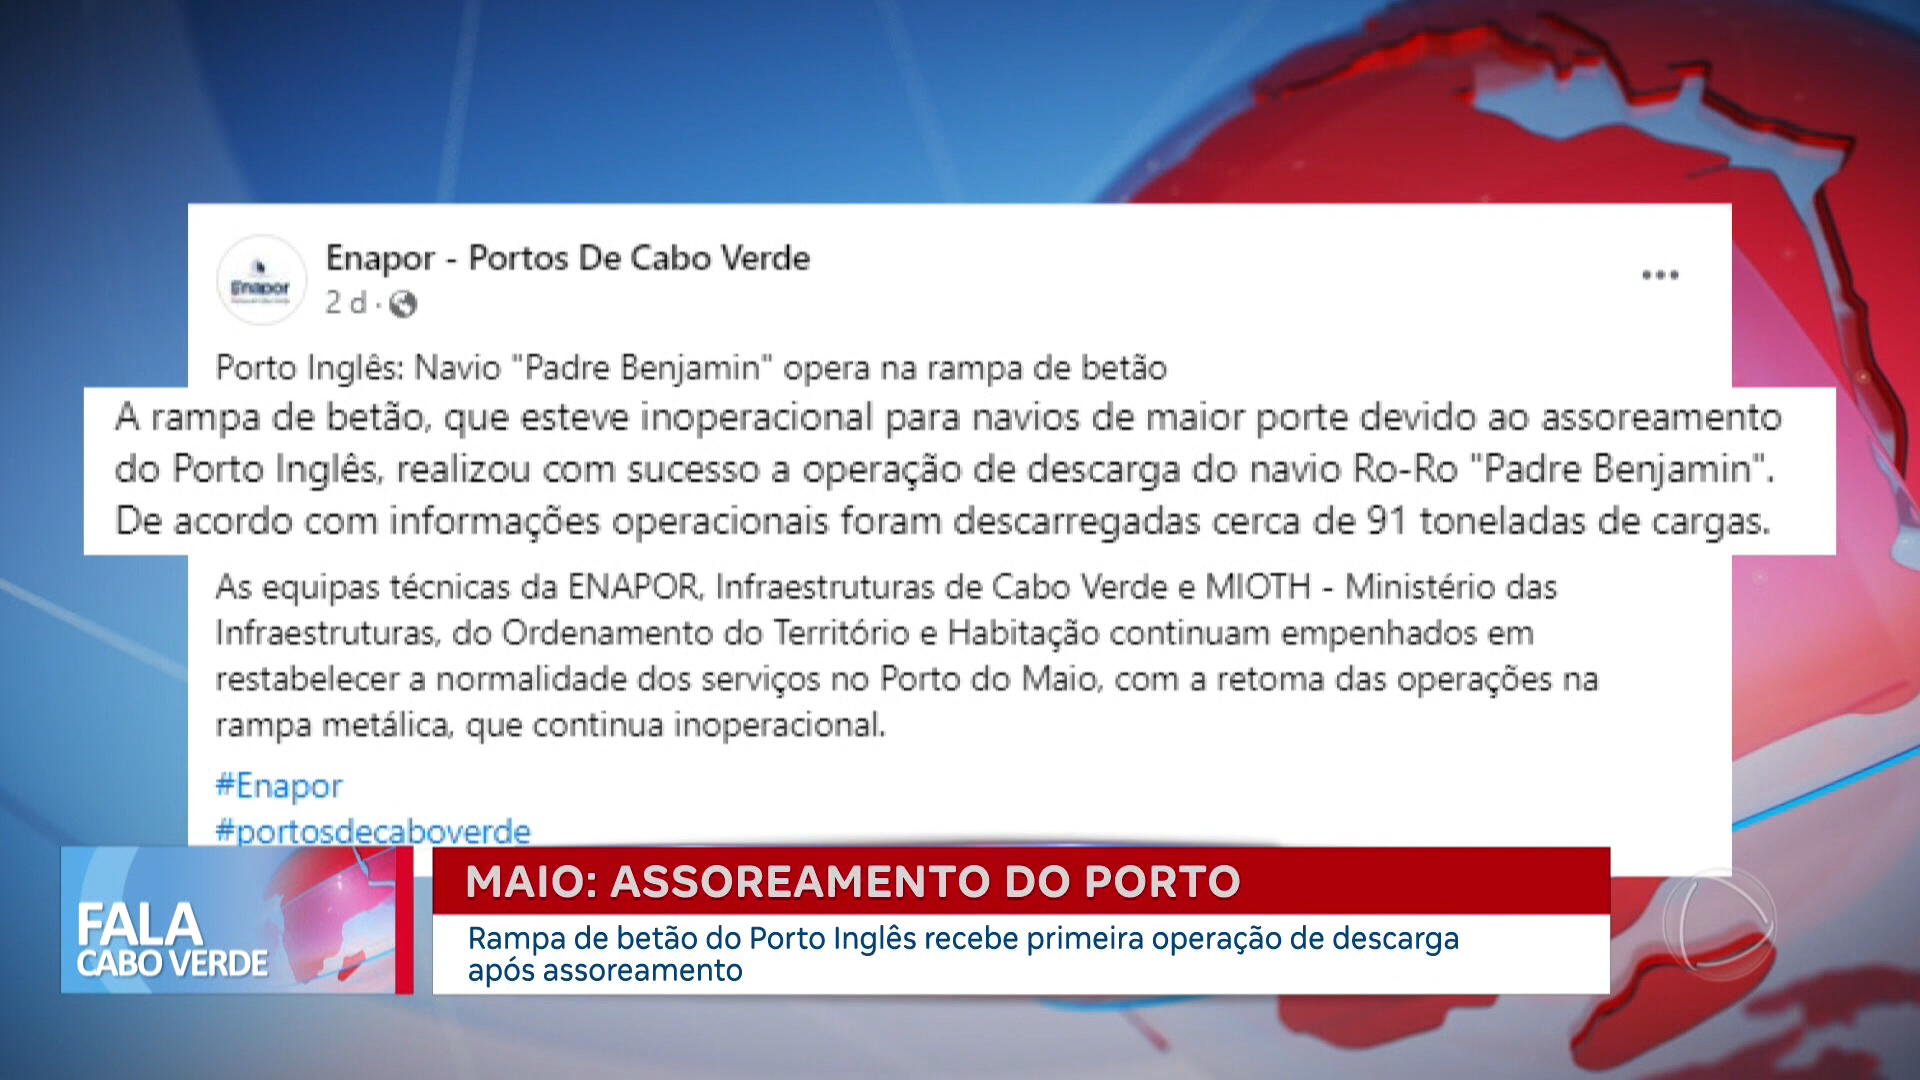 Enapor - Portos De Cabo Verde
Enapor
2 d ·
Porto Inglês: Navio "Padre Benjamin" opera na rampa de betão
A rampa de betão, que esteve inoperacional para navios de maior porte devido ao assoreamento
do Porto Inglês, realizou com sucesso a operação de descarga do navio Ro-Ro "Padre Benjamin".
De acordo com informações operacionais foram descarregadas cerca de 91 toneladas de cargas.
As equipas técnicas da ENAPOR, Infraestruturas de Cabo Verde e MIOTH - Ministério das
Infraestruturas, do Ordenamento do Território e Habitação continuam empenhados em
restabelecer a normalidade dos serviços no Porto do Maio, com a retoma das operações na
rampa metálica, que continua inoperacional.
#Enapor
#portosdecaboverde
MAIO: ASSOREAMENTO DO PORTO
FALA
CABO VERDE
Rampa de betão do Porto Inglês recebe primeira operação de descarga
após assoreamento